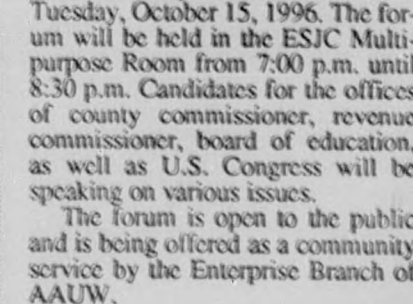 Tuesday, October 15, 1996. The for-
um will be held in the ESJC Multi-
purpose Room from 7:00 p.m. until
8:30 p.m. Candidates for the offices
of county commissioner, revenue
commissioner, board of education,
as well as U.S. Congress will be
speaking on various issues.
The forum is open to the public
and is being offered as a community
service by the Enterprise Branch of
AAUW.